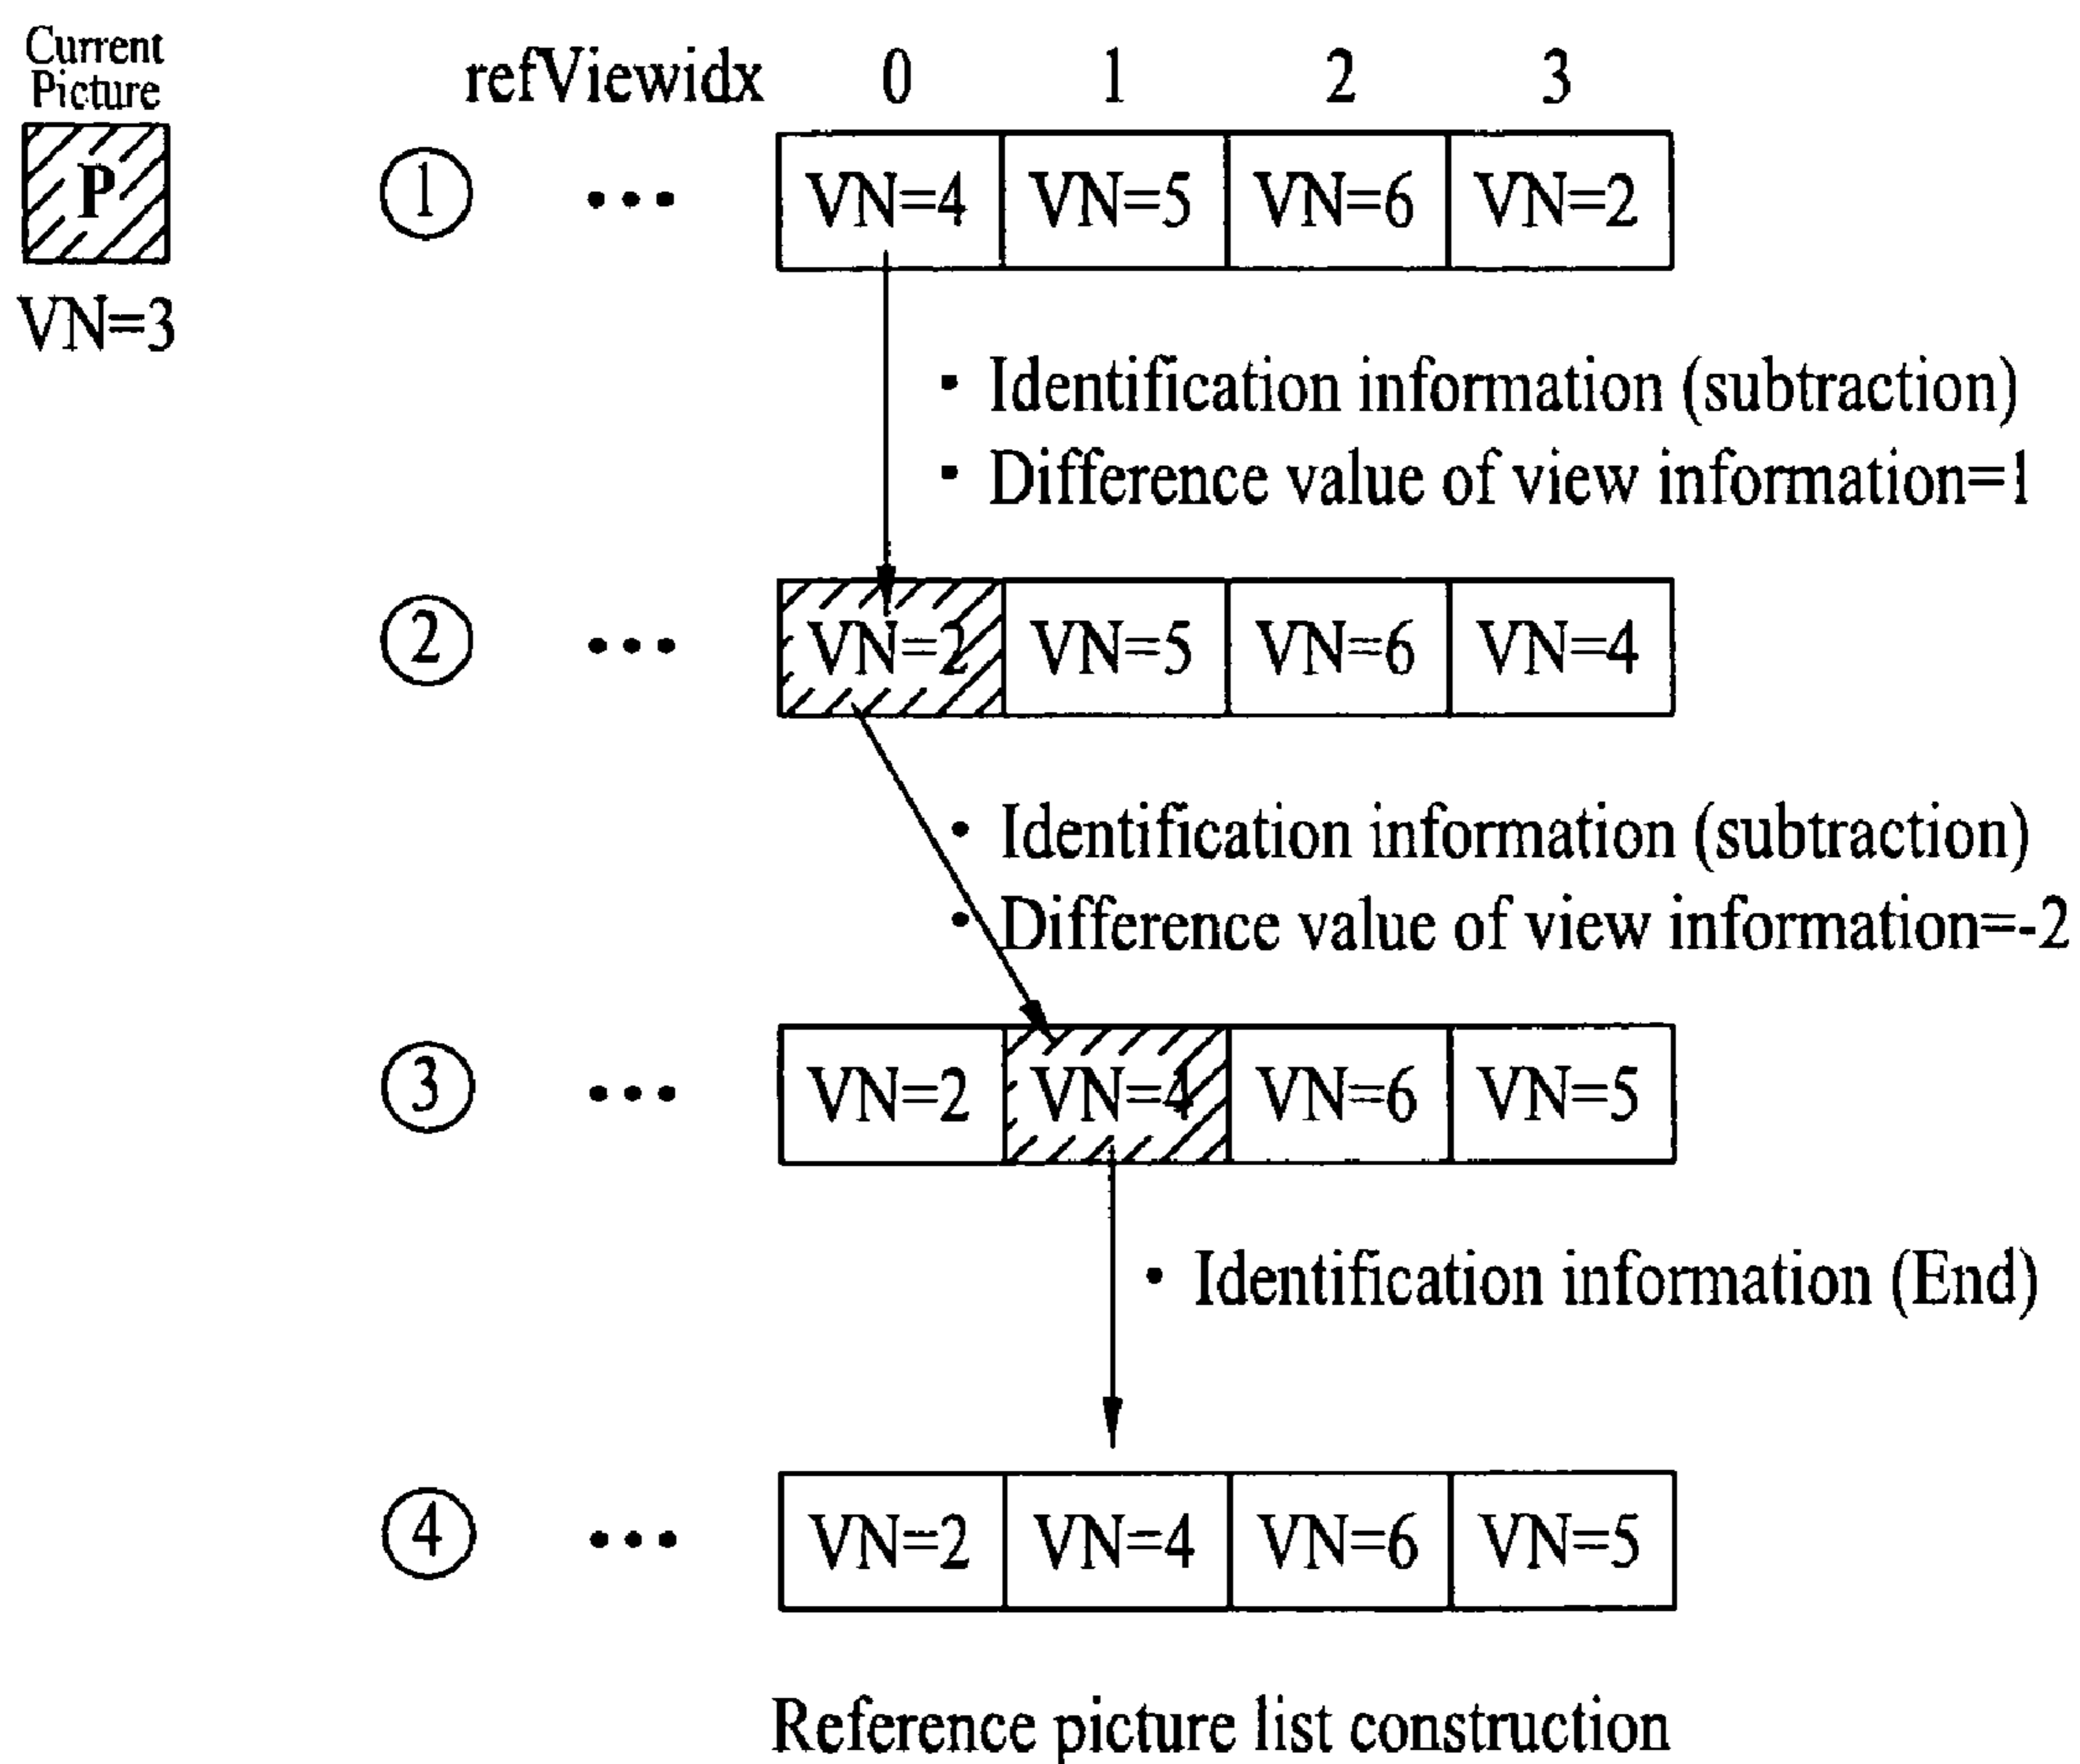 Current
Picture
P
VN=3
refViewidx 0 1 2 3
1 ... VN=4 VN=5 VN=6 VN=2
▪ Identification information (subtraction)
▪ Difference value of view information=1
2 ... VN=2 VN=5 VN=6 VN=4
• Identification information (subtraction)
• Difference value of view information=-2
3 ... VN=2 VN=4 VN=6 VN=5
• Identification information (End)
4 ... VN=2 VN=4 VN=6 VN=5
Reference picture list construction